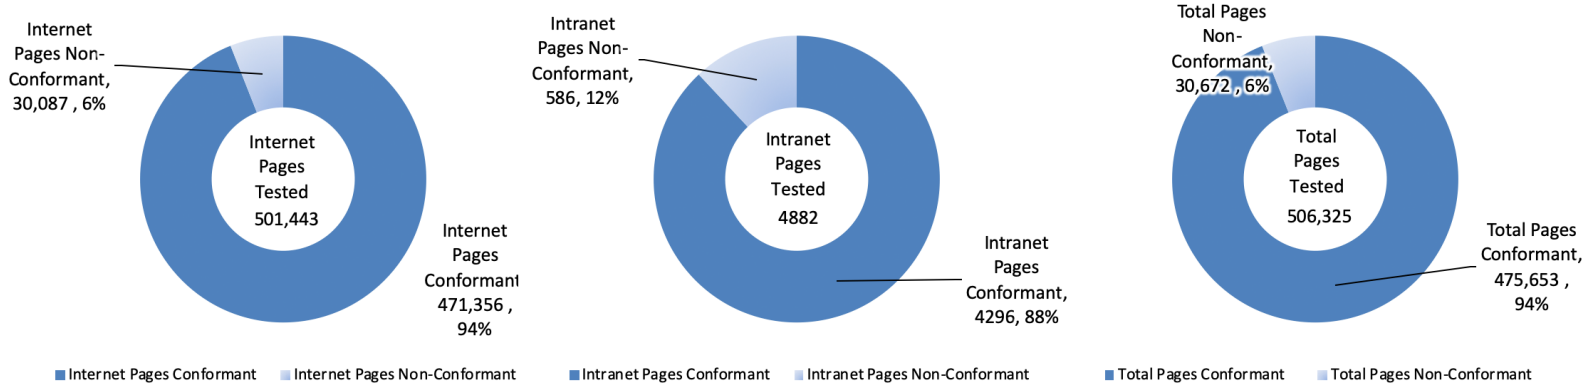 Internet
Pages Non-
Conformant,
30,087 , 6%
Internet
Pages
Tested
501,443
Internet
Pages
Conformant
471,356 ,
94%
Internet Pages Conformant
Internet Pages Non-Conformant
Intranet
Pages Non-
Conformant,
586, 12%
Intranet
Pages
Tested
4882
Intranet
Pages
Conformant,
4296, 88%
Intranet Pages Conformant
Intranet Pages Non-Conformant
Total Pages
Non-
Conformant,
30,672 , 6%
Total
Pages
Tested
506,325
Total Pages
Conformant,
475,653 ,
94%
Total Pages Conformant
Total Pages Non-Conformant